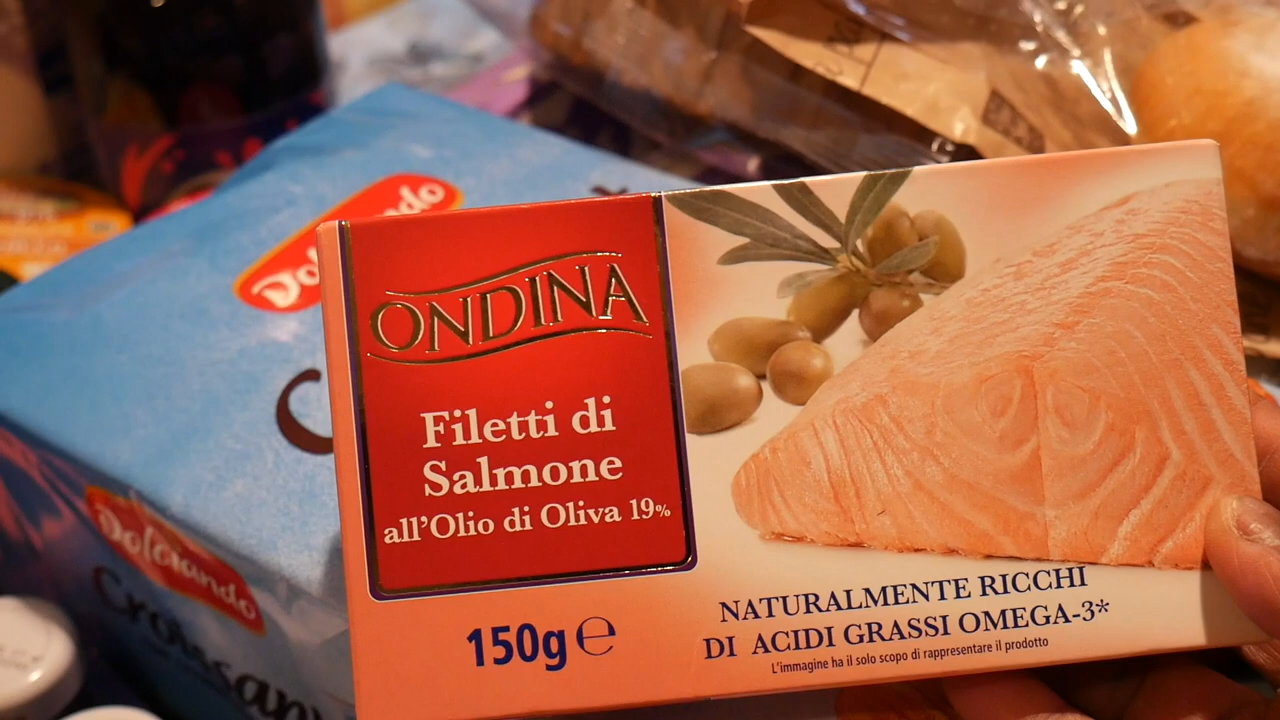 Dolciando
ONDINA
Filetti di
Salmone
all'Olio di Oliva 19%
150g ℮
NATURALMENTE RICCHI
DI ACIDI GRASSI OMEGA-3*
L'immagine ha il solo scopo di rappresentare il prodotto
Dolciando